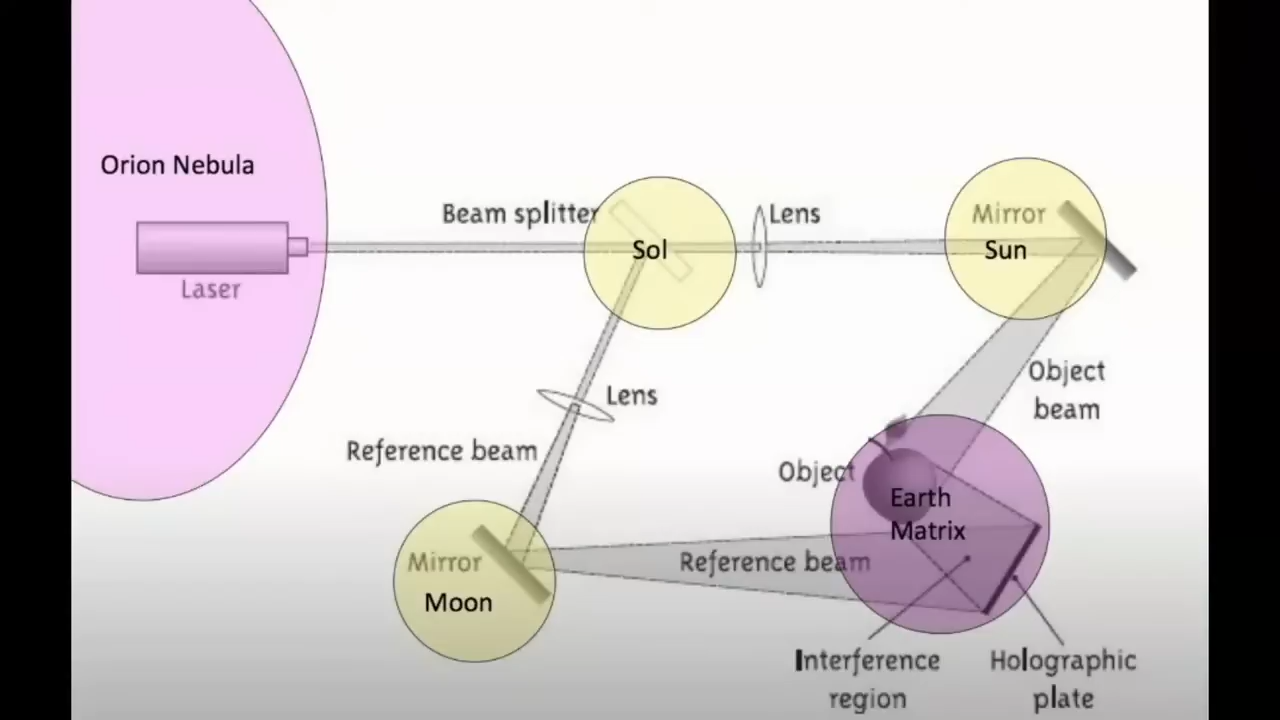 Orion Nebula
Laser
Beam splitter
Sol
Lens
Mirror
Sun
Lens
Object
beam
Reference beam
Object
Earth
Matrix
Mirror
Moon
Reference beam
Interference
region
Holographic
plate